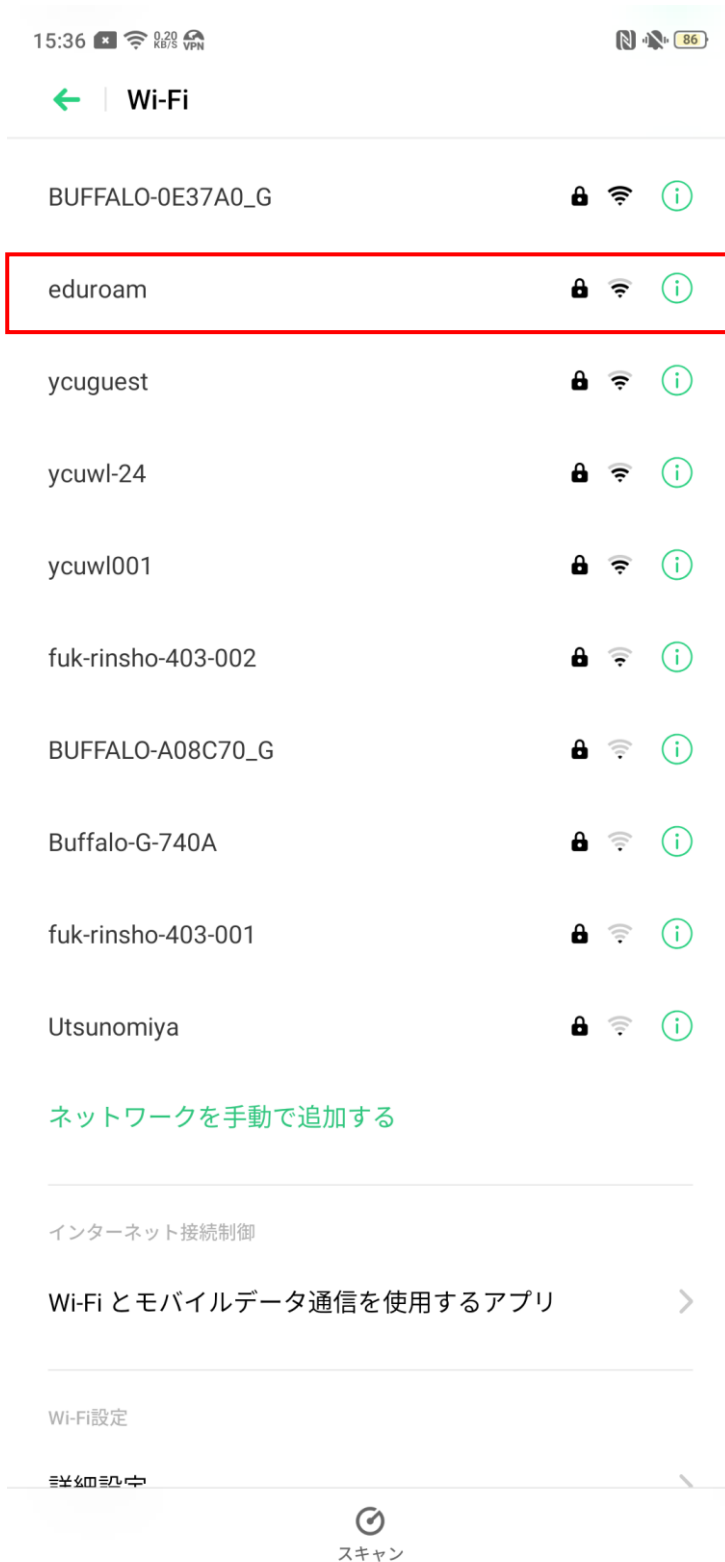 15:36 0.20 KB/S VPN 86
Wi-Fi
BUFFALO-0E37A0_G
eduroam
ycuguest
ycuwl-24
ycuwl001
fuk-rinsho-403-002
BUFFALO-A08C70_G
Buffalo-G-740A
fuk-rinsho-403-001
Utsunomiya
ネットワークを手動で追加する
インターネット接続制御
Wi-Fi とモバイルデータ通信を使用するアプリ
Wi-Fi設定
詳細設定
スキャン